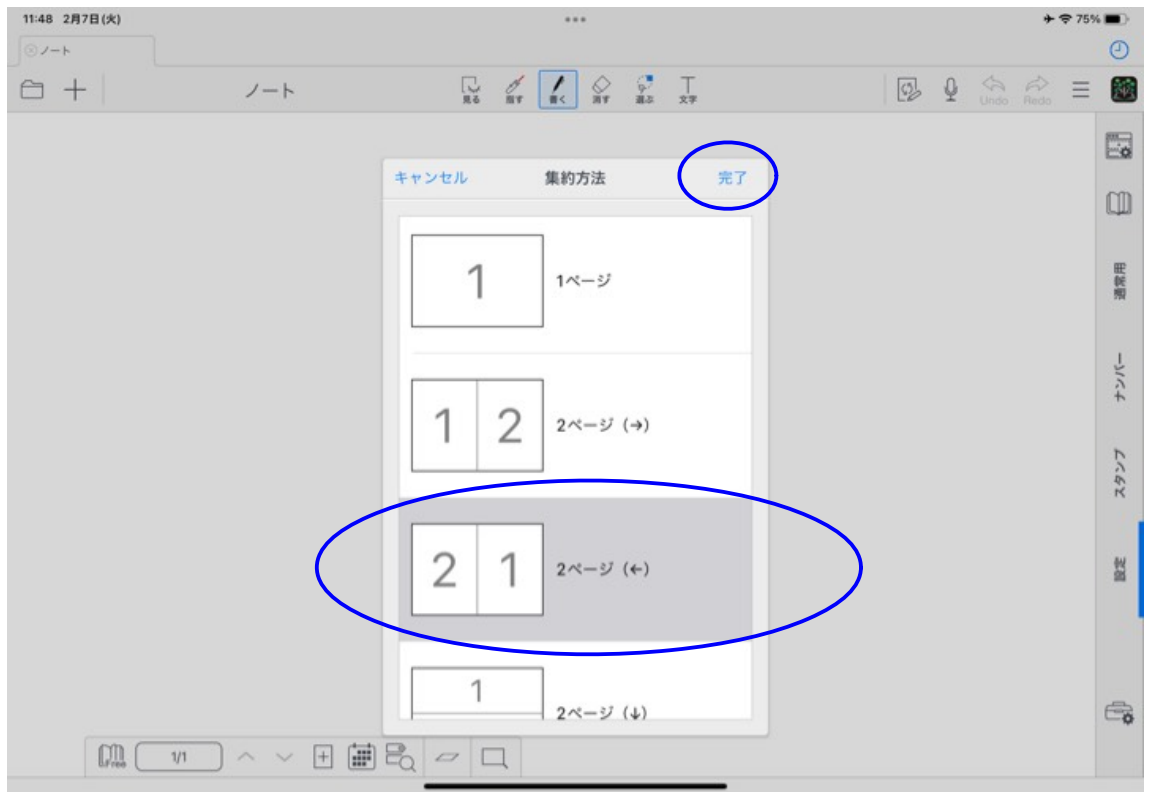 11:48 2月7日(火)
75%
ノート
ノート
見る 指す 書く 消す 選ぶ 文字
Undo Redo
キャンセル 集約方法 完了
1
1ページ
1 2
2ページ (→)
2 1
2ページ (←)
1
2ページ (↓)
通常用
ナンバー
スタンプ
設定
Free
1/1